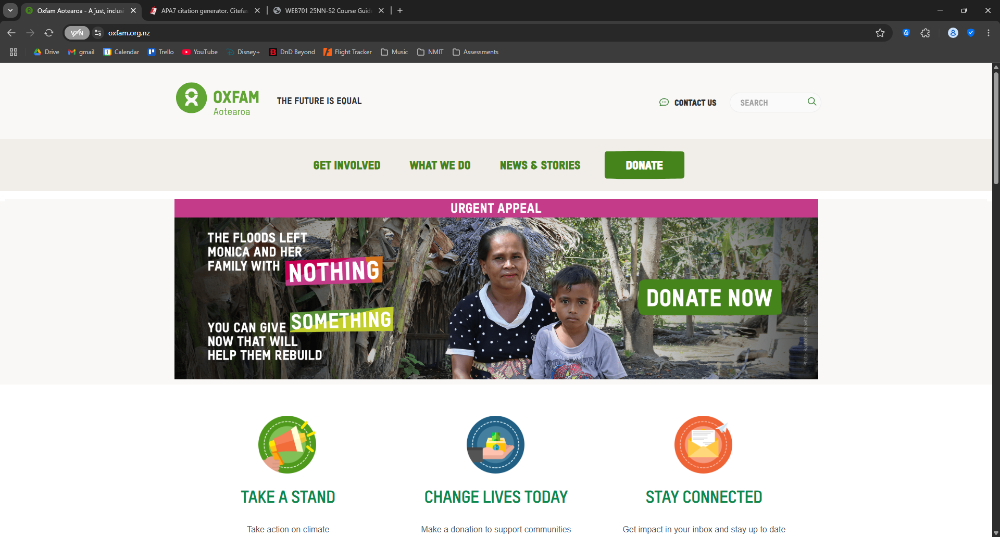 Oxfam Aotearoa - A just, inclusi
APA7 citation generator. Citefas
WEB701 25NN-S2 Course Guide
VPN
oxfam.org.nz
Drive
gmail
Calendar
Trello
YouTube
Disney+
DnD Beyond
Flight Tracker
Music
NMIT
Assessments
OXFAM
Aotearoa
THE FUTURE IS EQUAL
CONTACT US
SEARCH
GET INVOLVED
WHAT WE DO
NEWS & STORIES
DONATE
URGENT APPEAL
THE FLOODS LEFT
MONICA AND HER
FAMILY WITH NOTHING
YOU CAN GIVE SOMETHING
NOW THAT WILL
HELP THEM REBUILD
DONATE NOW
Photo: Rachel Schaevitz / Oxfam
TAKE A STAND
CHANGE LIVES TODAY
STAY CONNECTED
Take action on climate
Make a donation to support communities
Get impact in your inbox and stay up to date